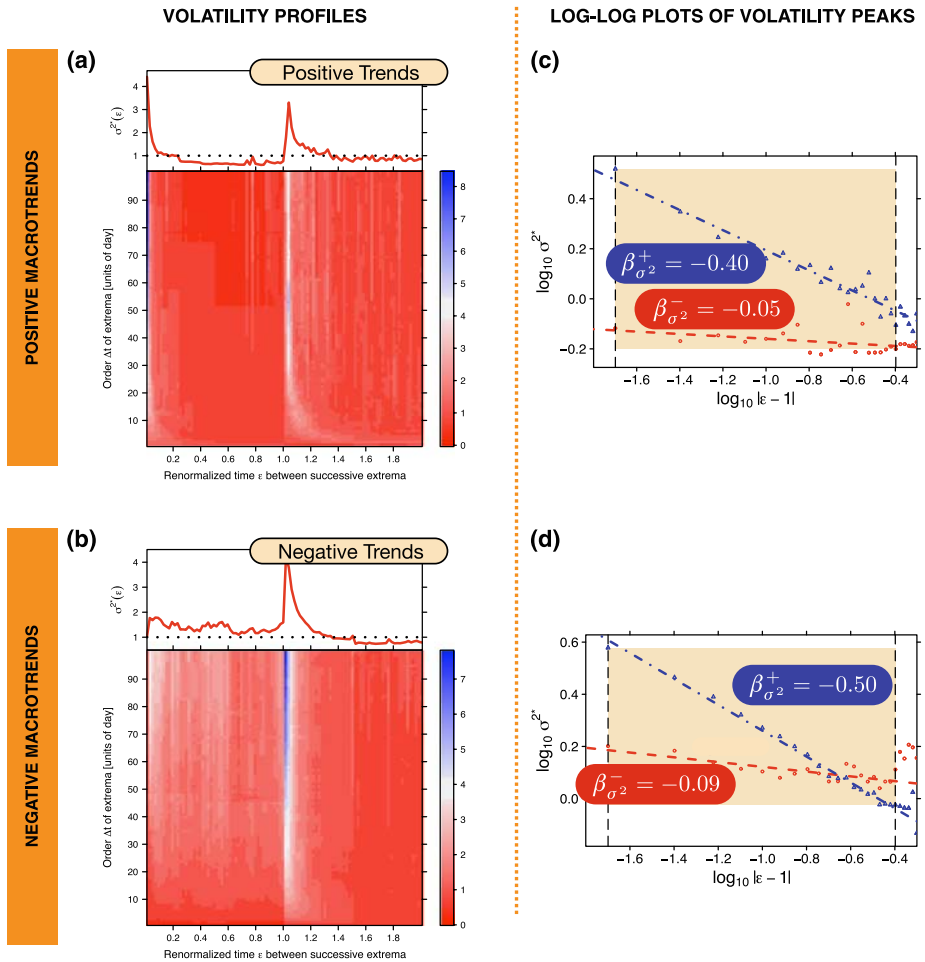 VOLATILITY PROFILES
LOG-LOG PLOTS OF VOLATILITY PEAKS
POSITIVE MACROTRENDS
(a)
Positive Trends
σ²*(ε)
4
3
2
1
Order Δt of extrema [units of day]
90
80
70
60
50
40
30
20
10
0.2 0.4 0.6 0.8 1.0 1.2 1.4 1.6 1.8
Renormalized time ε between successive extrema
8
7
6
5
4
3
2
1
0
(c)
log₁₀ σ²*
0.4
0.2
0.0
−0.2
β⁺σ² = −0.40
β⁻σ² = −0.05
−1.6 −1.4 −1.2 −1.0 −0.8 −0.6 −0.4
log₁₀ |ε − 1|
NEGATIVE MACROTRENDS
(b)
Negative Trends
σ²*(ε)
4
3
2
1
Order Δt of extrema [units of day]
90
80
70
60
50
40
30
20
10
0.2 0.4 0.6 0.8 1.0 1.2 1.4 1.6 1.8
Renormalized time ε between successive extrema
7
6
5
4
3
2
1
0
(d)
log₁₀ σ²*
0.6
0.4
0.2
0.0
β⁺σ² = −0.50
β⁻σ² = −0.09
−1.6 −1.4 −1.2 −1.0 −0.8 −0.6 −0.4
log₁₀ |ε − 1|